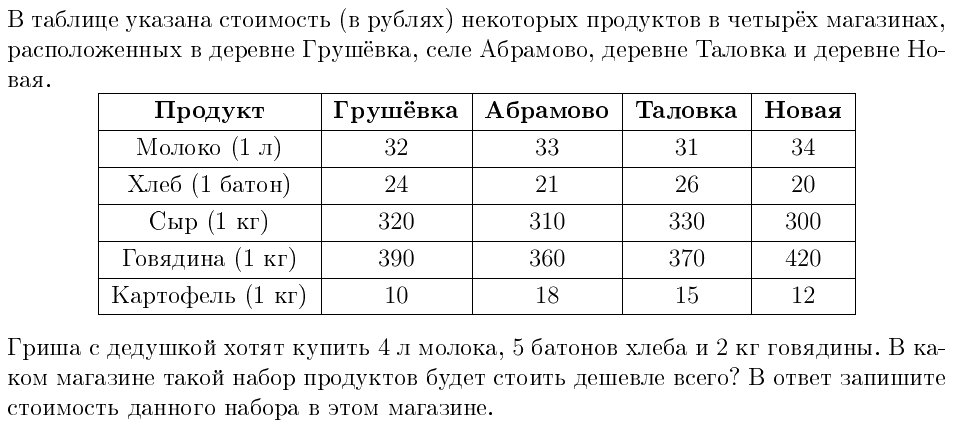 В таблице указана стоимость (в рублях) некоторых продуктов в четырёх магазинах,
расположенных в деревне Грушёвка, селе Абрамово, деревне Таловка и деревне Но-
вая.
Продукт Грушёвка Абрамово Таловка Новая
Молоко (1 л) 32 33 31 34
Хлеб (1 батон) 24 21 26 20
Сыр (1 кг) 320 310 330 300
Говядина (1 кг) 390 360 370 420
Картофель (1 кг) 10 18 15 12
Гриша с дедушкой хотят купить 4 л молока, 5 батонов хлеба и 2 кг говядины. В ка-
ком магазине такой набор продуктов будет стоить дешевле всего? В ответ запишите
стоимость данного набора в этом магазине.